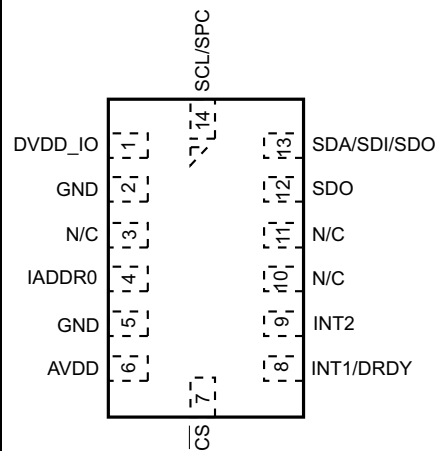 SCL/SPC
14
DVDD_IO 1 13 SDA/SDI/SDO
GND 2 12 SDO
N/C 3 11 N/C
IADDR0 4 10 N/C
GND 5 9 INT2
AVDD 6 8 INT1/DRDY
7
CS